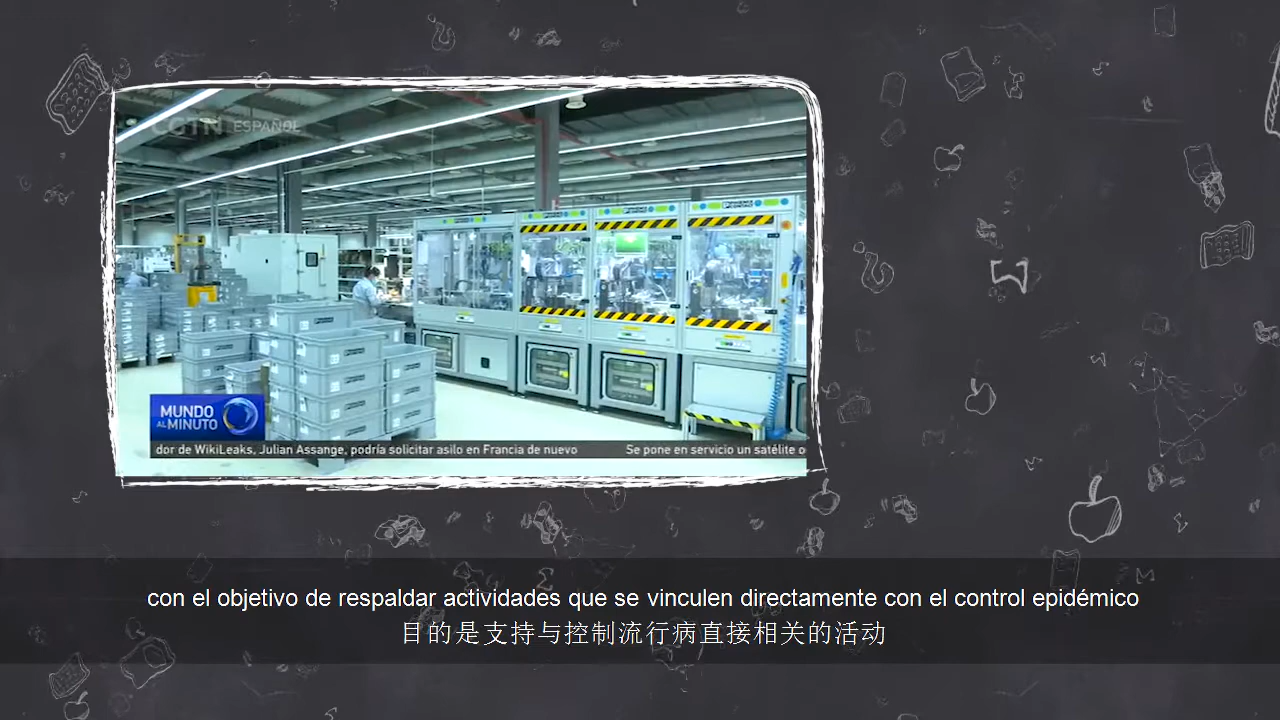 CGTN ESPAÑOL
MUNDO
AL MINUTO
dor de WikiLeaks, Julian Assange, podría solicitar asilo en Francia de nuevo Se pone en servicio un satélite o
con el objetivo de respaldar actividades que se vinculen directamente con el control epidémico
目的是支持与控制流行病直接相关的活动